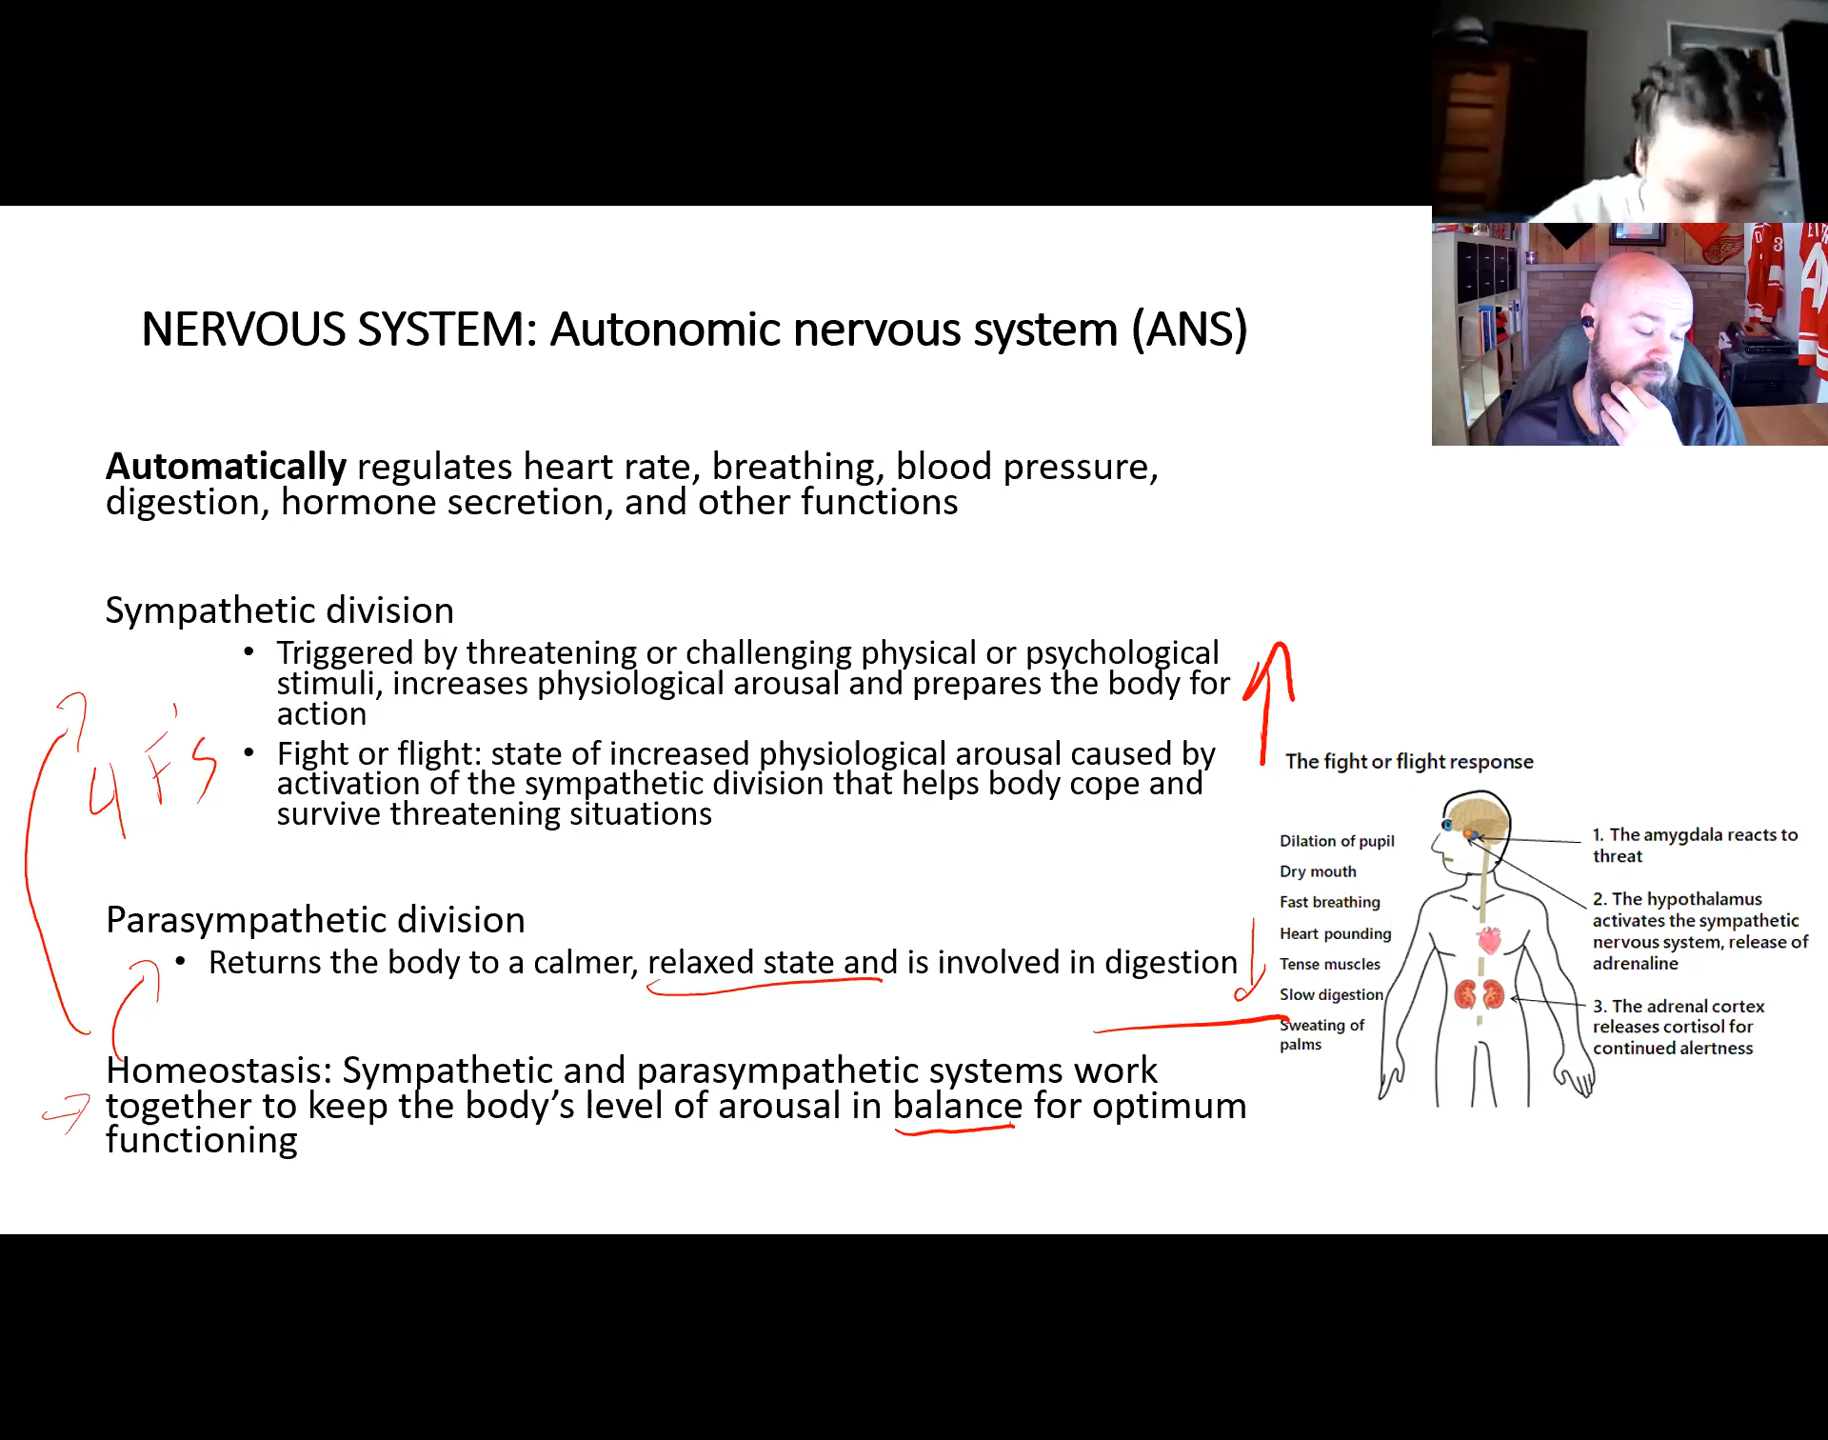 NERVOUS SYSTEM: Autonomic nervous system (ANS)
Automatically regulates heart rate, breathing, blood pressure,
digestion, hormone secretion, and other functions
Sympathetic division
• Triggered by threatening or challenging physical or psychological
stimuli, increases physiological arousal and prepares the body for
action
• Fight or flight: state of increased physiological arousal caused by
activation of the sympathetic division that helps body cope and
survive threatening situations
4 F's
Parasympathetic division
• Returns the body to a calmer, relaxed state and is involved in digestion
Homeostasis: Sympathetic and parasympathetic systems work
together to keep the body's level of arousal in balance for optimum
functioning
The fight or flight response
Dilation of pupil
Dry mouth
Fast breathing
Heart pounding
Tense muscles
Slow digestion
Sweating of
palms
1. The amygdala reacts to
threat
2. The hypothalamus
activates the sympathetic
nervous system, release of
adrenaline
3. The adrenal cortex
releases cortisol for
continued alertness